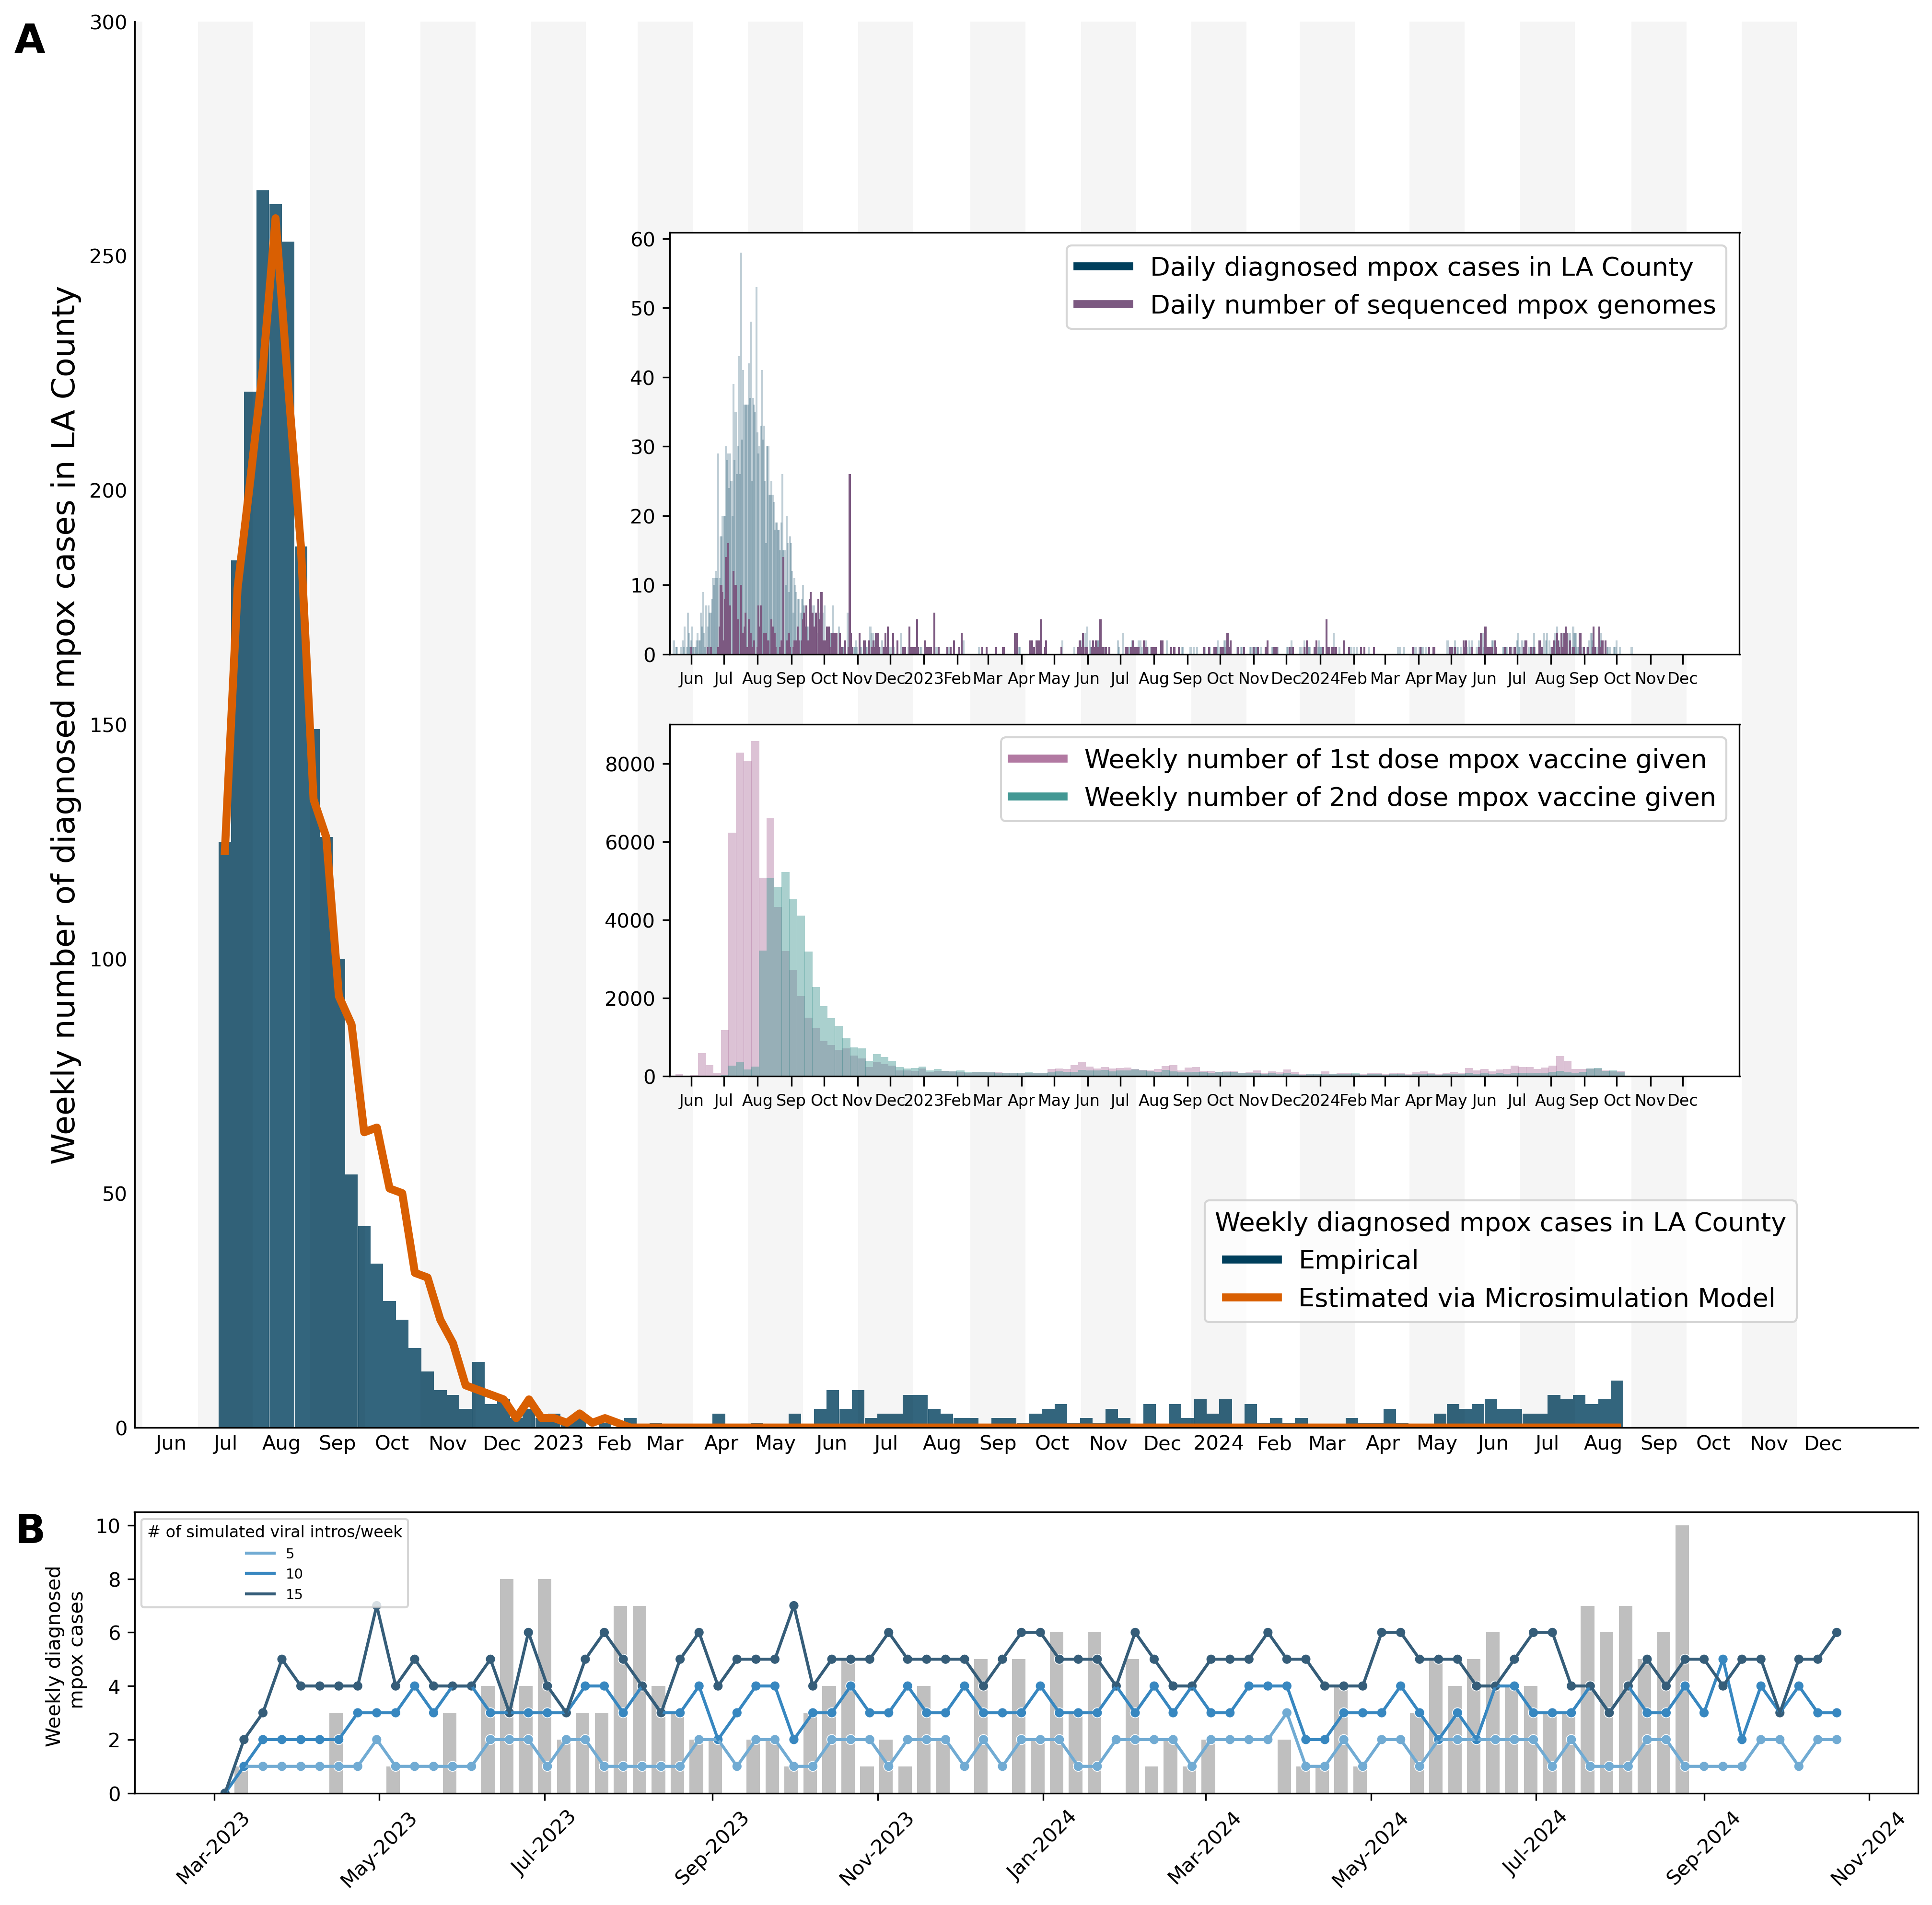 A
Weekly number of diagnosed mpox cases in LA County
300
250
200
150
100
50
0
Jun Jul Aug Sep Oct Nov Dec 2023 Feb Mar Apr May Jun Jul Aug Sep Oct Nov Dec 2024 Feb Mar Apr May Jun Jul Aug Sep Oct Nov Dec
60
50
40
30
20
10
0
Daily diagnosed mpox cases in LA County
Daily number of sequenced mpox genomes
Jun Jul Aug Sep Oct Nov Dec 2023 Feb Mar Apr May Jun Jul Aug Sep Oct Nov Dec 2024 Feb Mar Apr May Jun Jul Aug Sep Oct Nov Dec
8000
6000
4000
2000
0
Weekly number of 1st dose mpox vaccine given
Weekly number of 2nd dose mpox vaccine given
Jun Jul Aug Sep Oct Nov Dec 2023 Feb Mar Apr May Jun Jul Aug Sep Oct Nov Dec 2024 Feb Mar Apr May Jun Jul Aug Sep Oct Nov Dec
Weekly diagnosed mpox cases in LA County
Empirical
Estimated via Microsimulation Model
B
Weekly diagnosed
mpox cases
10
8
6
4
2
0
# of simulated viral intros/week
5
10
15
Mar-2023 May-2023 Jul-2023 Sep-2023 Nov-2023 Jan-2024 Mar-2024 May-2024 Jul-2024 Sep-2024 Nov-2024